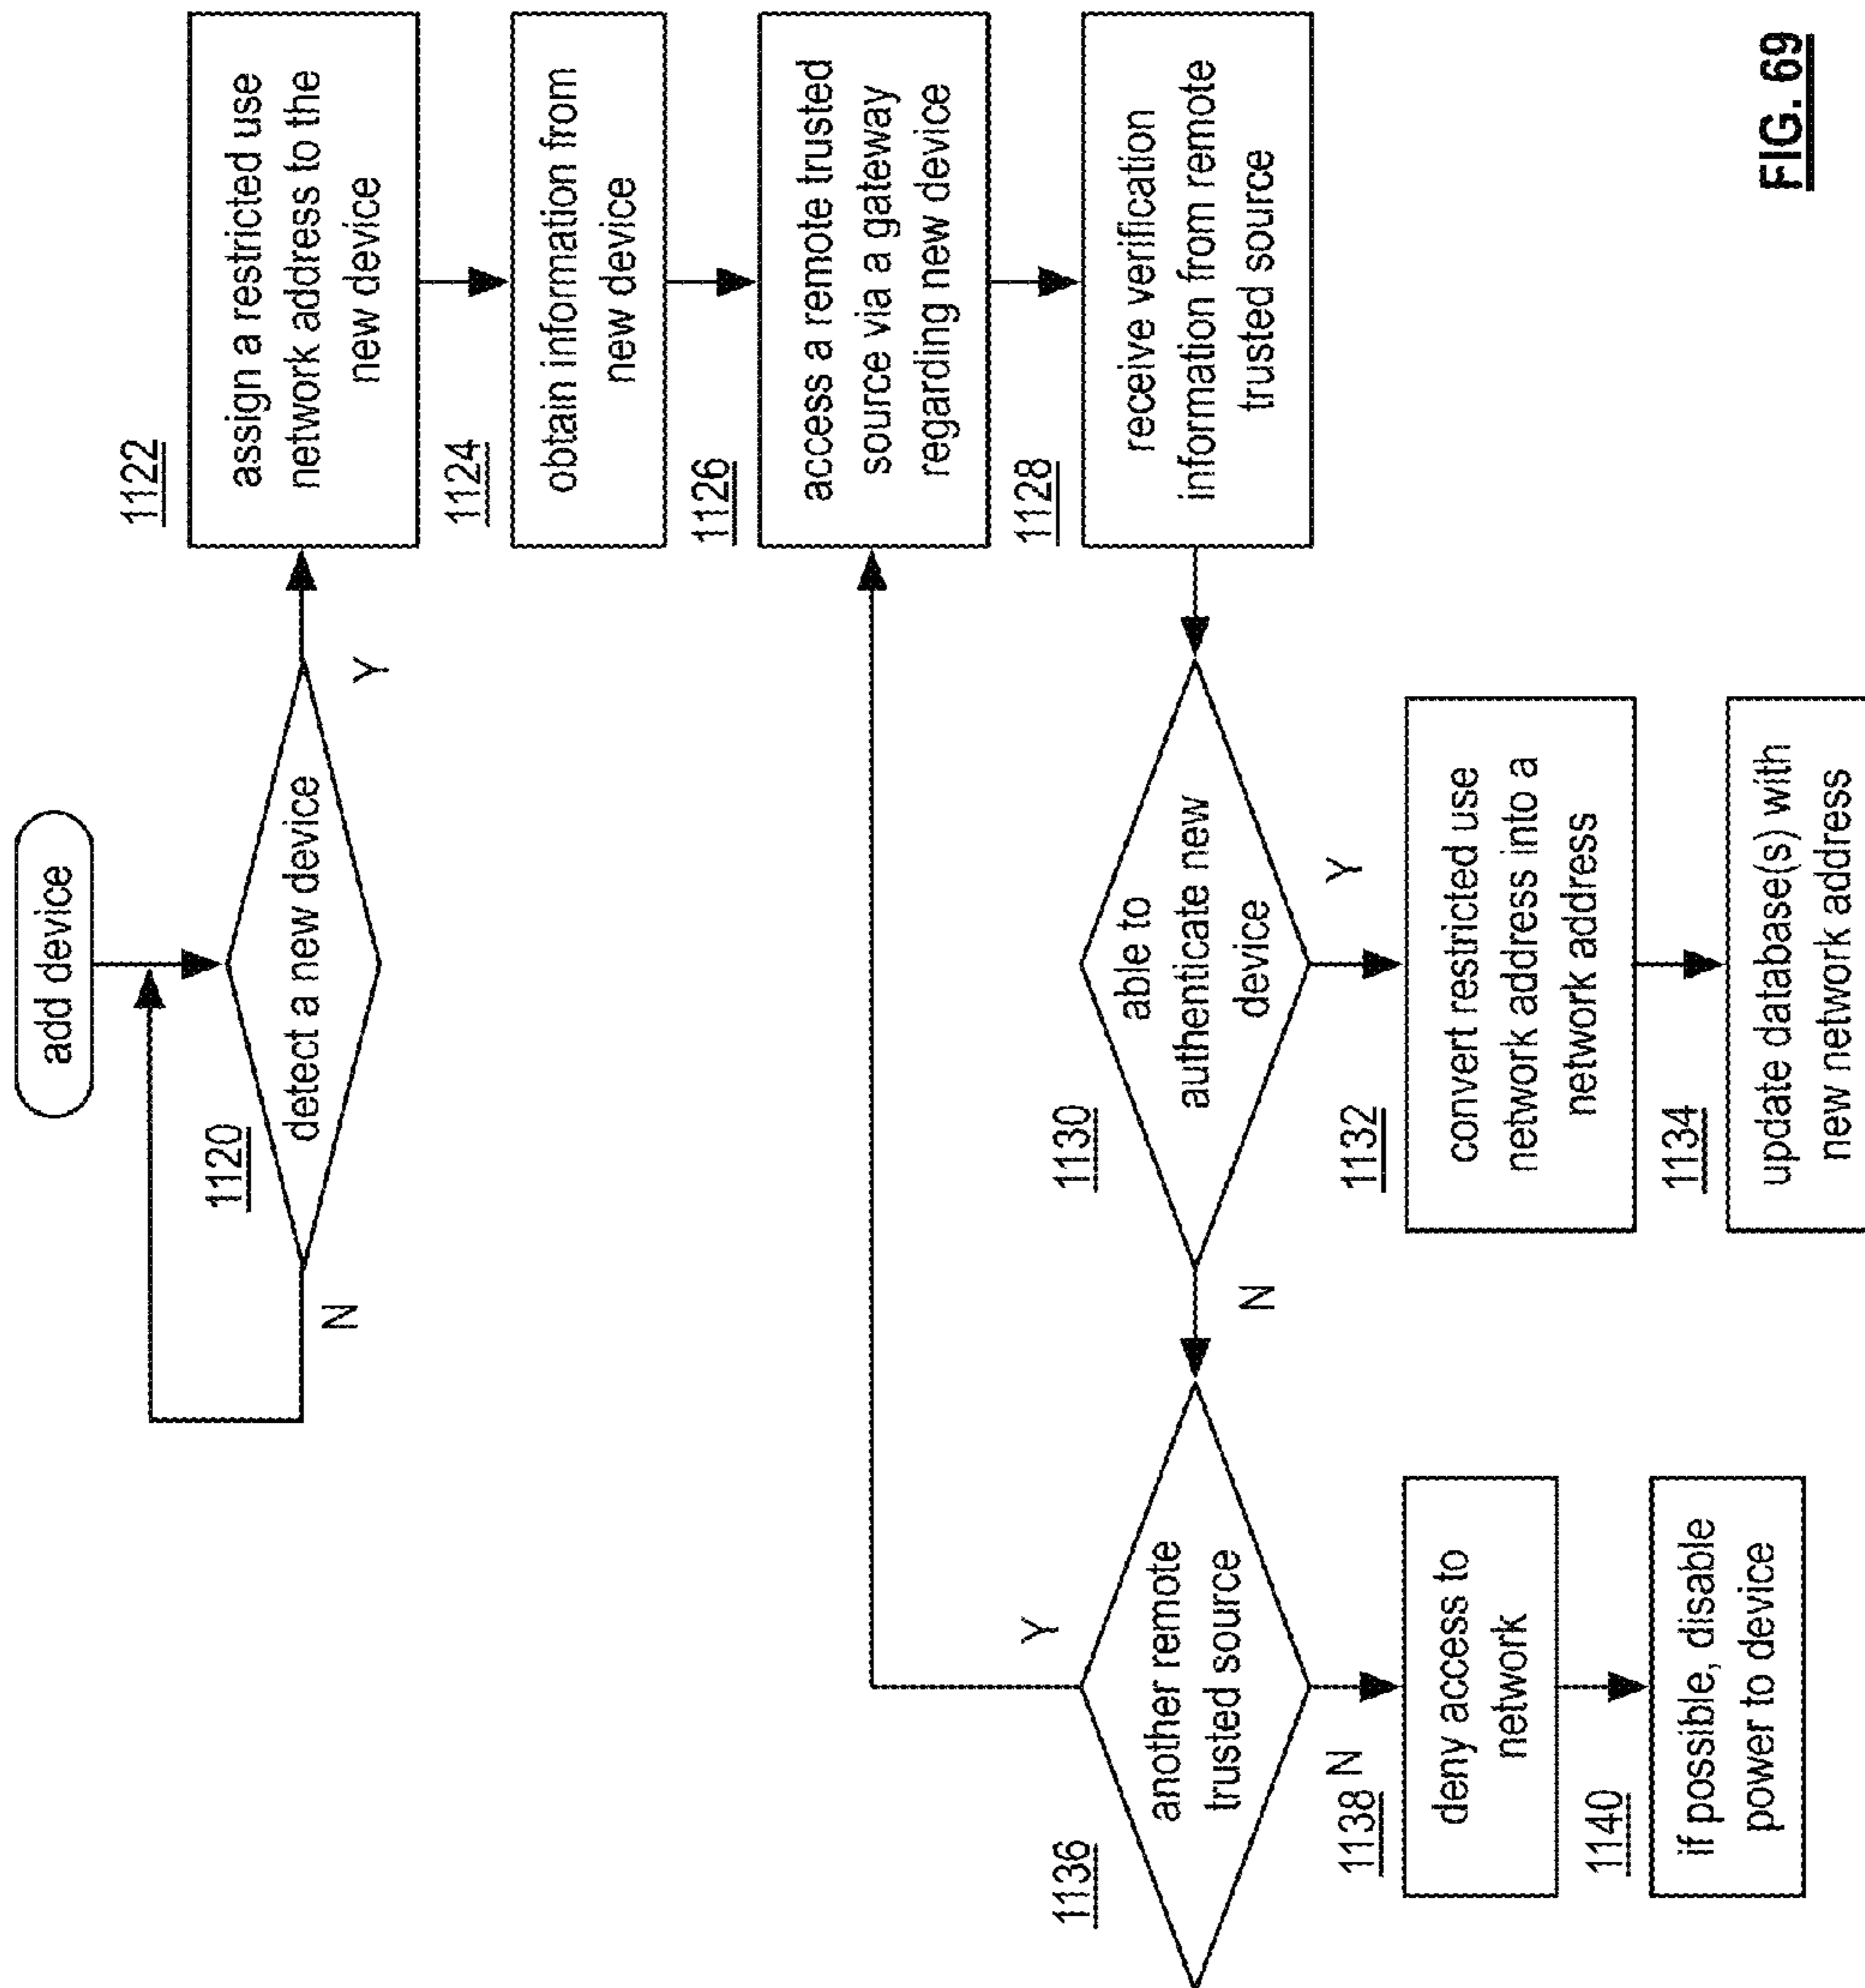 add device
1120
detect a new device
N
Y
1122
assign a restricted use
network address to the
new device
1124
obtain information from
new device
1126
access a remote trusted
source via a gateway
regarding new device
1128
receive verification
information from remote
trusted source
1130
able to
authenticate new
device
Y
N
1132
convert restricted use
network address into a
network address
1134
update database(s) with
new network address
1136
another remote
trusted source
Y
N
1138
deny access to
network
1140
if possible, disable
power to device
FIG. 69